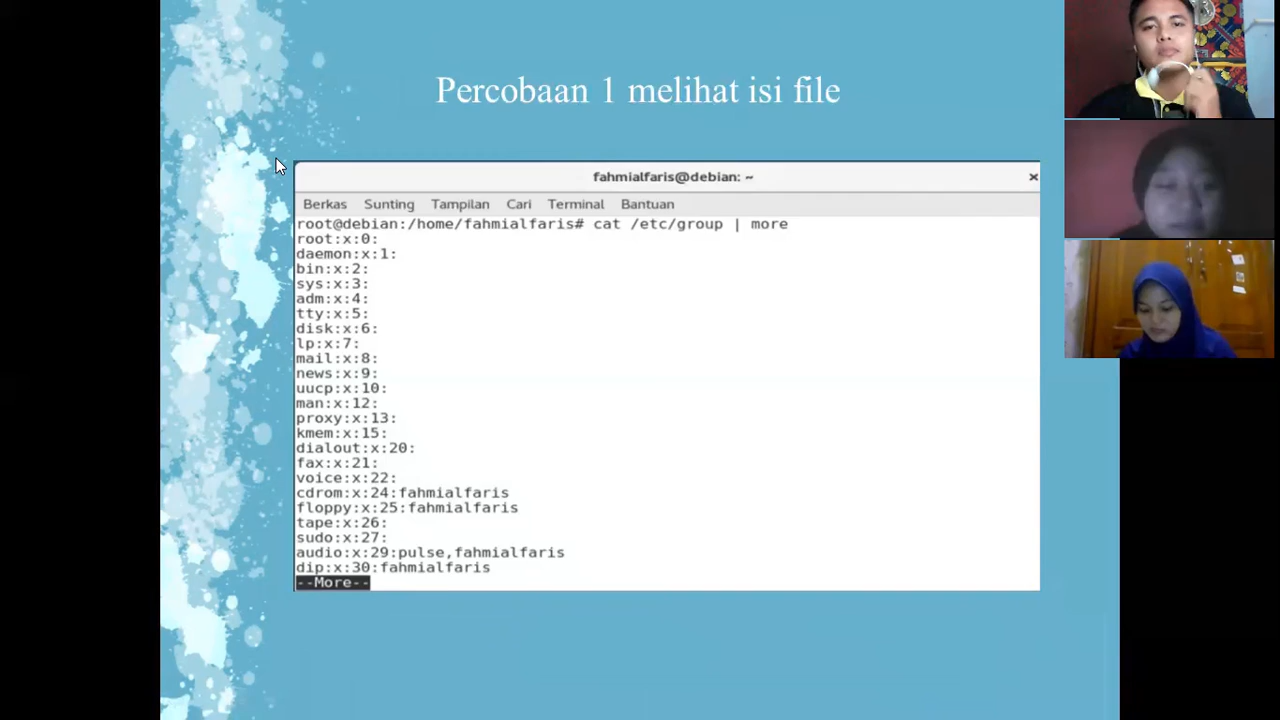 Percobaan 1 melihat isi file
fahmialfaris@debian: ~
×
Berkas Sunting Tampilan Cari Terminal Bantuan
root@debian:/home/fahmialfaris# cat /etc/group | more
root:x:0:
daemon:x:1:
bin:x:2:
sys:x:3:
adm:x:4:
tty:x:5:
disk:x:6:
lp:x:7:
mail:x:8:
news:x:9:
uucp:x:10:
man:x:12:
proxy:x:13:
kmem:x:15:
dialout:x:20:
fax:x:21:
voice:x:22:
cdrom:x:24:fahmialfaris
floppy:x:25:fahmialfaris
tape:x:26:
sudo:x:27:
audio:x:29:pulse,fahmialfaris
dip:x:30:fahmialfaris
--More--